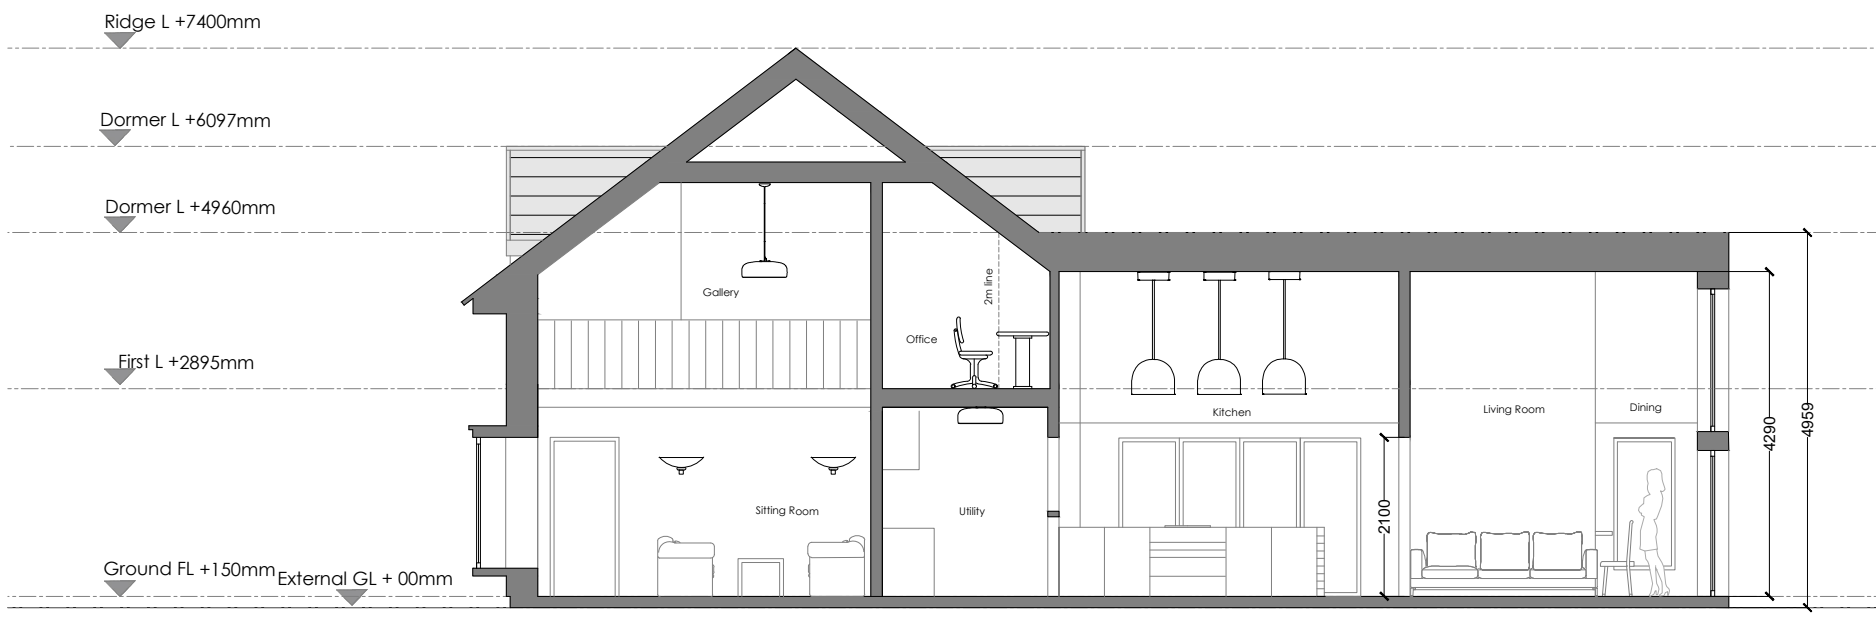 Ridge L +7400mm
Dormer L +6097mm
Dormer L +4960mm
2m line
Gallery
Office
First L +2895mm
Kitchen
Living Room
Dining
4290
4959
Sitting Room
Utility
2100
Ground FL +150mm
External GL + 00mm